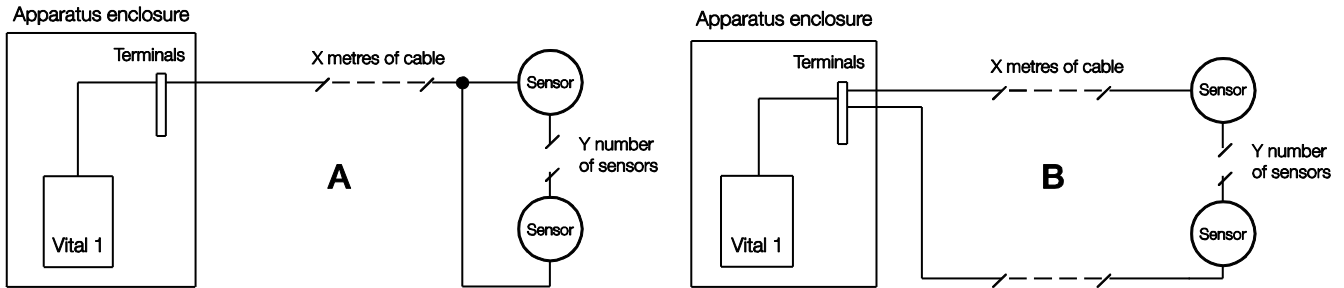 Apparatus enclosure
Terminals
X metres of cable
Sensor
Y number
of sensors
A
Sensor
Vital 1
Apparatus enclosure
Terminals
X metres of cable
Sensor
Y number
of sensors
B
Sensor
Vital 1